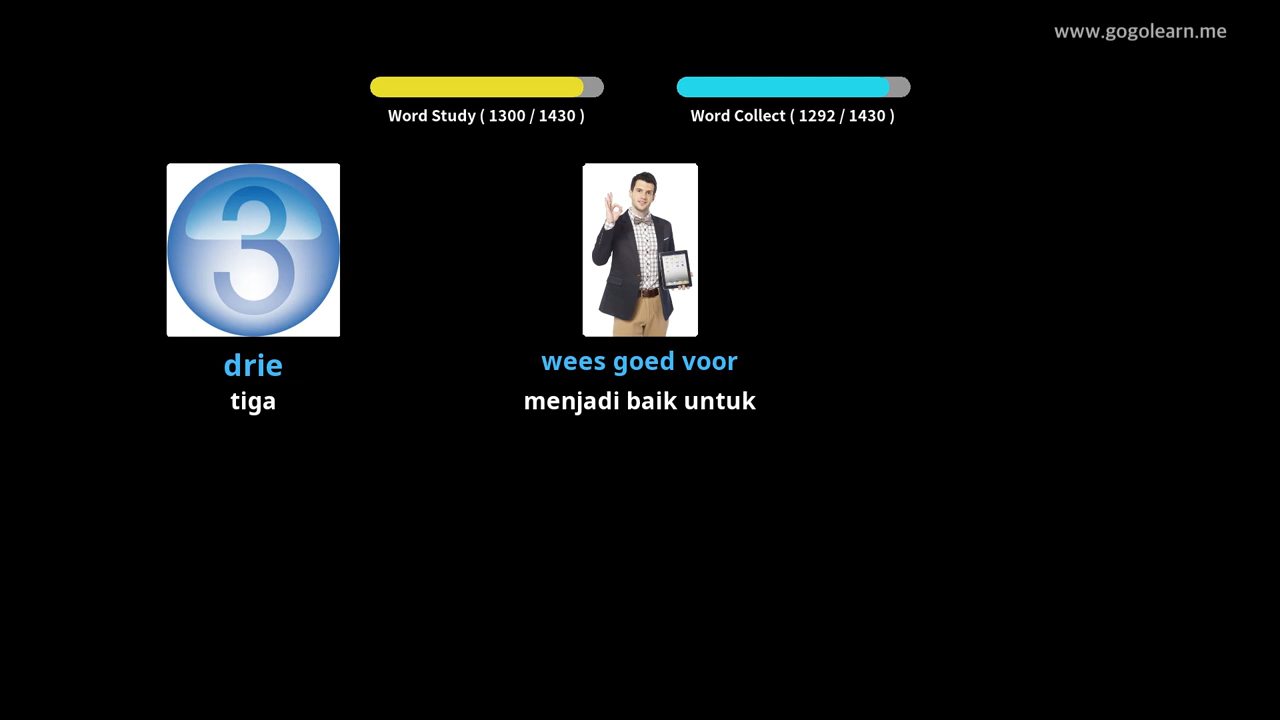 www.gogolearn.me
Word Study ( 1300 / 1430 )
Word Collect ( 1292 / 1430 )
3
drie
tiga
wees goed voor
menjadi baik untuk